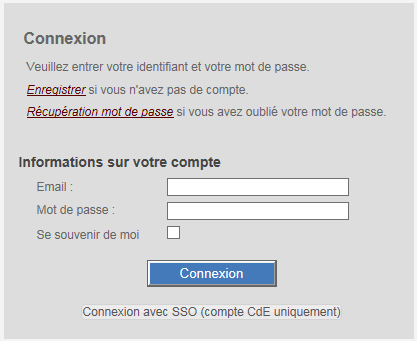 Connexion
Veuillez entrer votre identifiant et votre mot de passe.
Enregistrer si vous n'avez pas de compte.
Récupération mot de passe si vous avez oublié votre mot de passe.
Informations sur votre compte
Email :
Mot de passe :
Se souvenir de moi
Connexion
Connexion avec SSO (compte CdE uniquement)